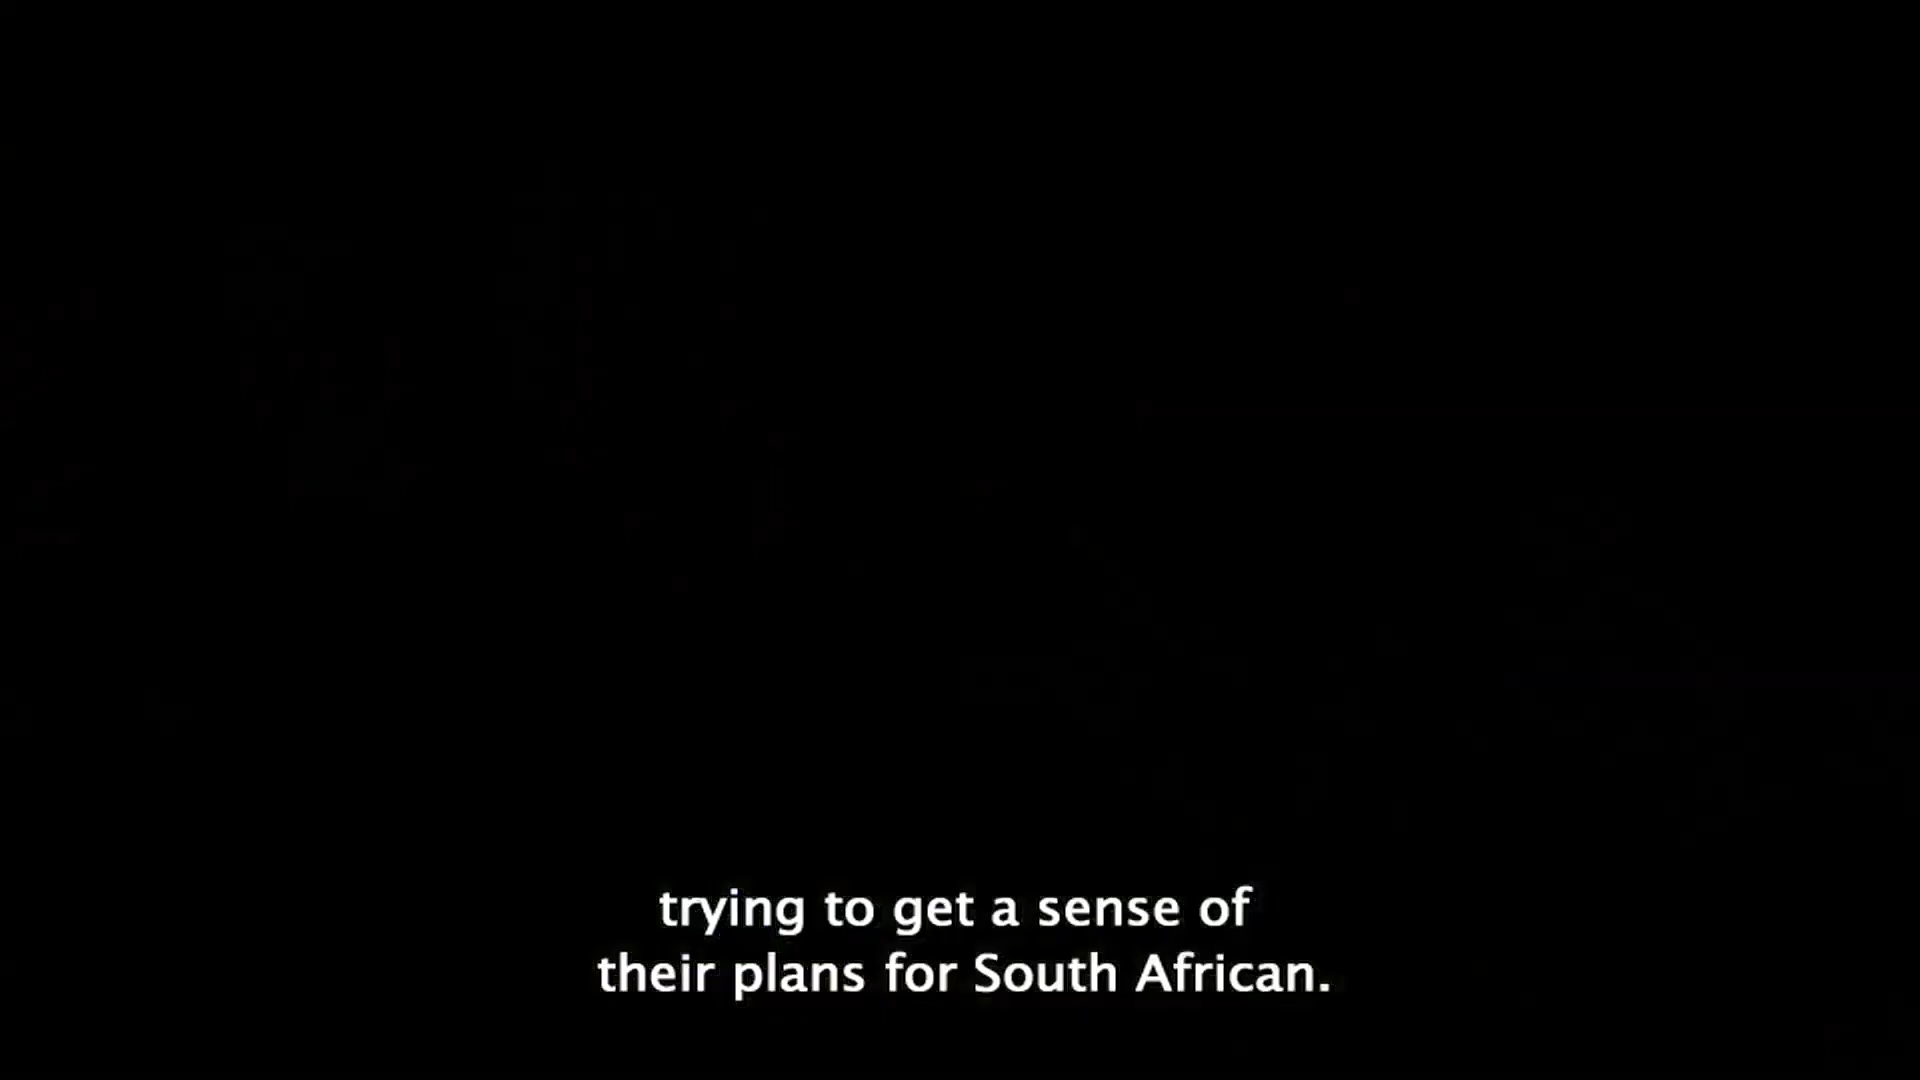 trying to get a sense of
their plans for South African.